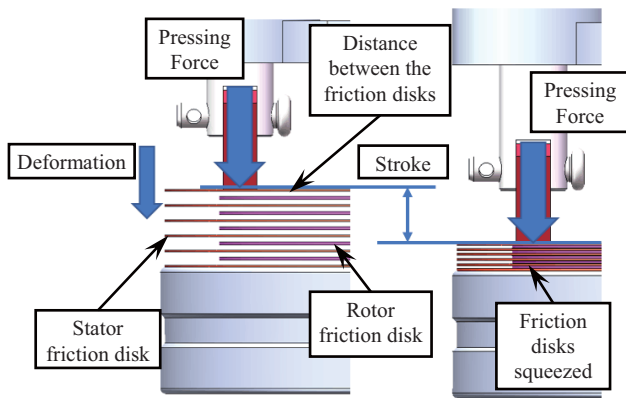 Pressing
Force
Distance
between the
friction disks
Pressing
Force
Deformation
Stroke
Stator
friction disk
Rotor
friction disk
Friction
disks
squeezed